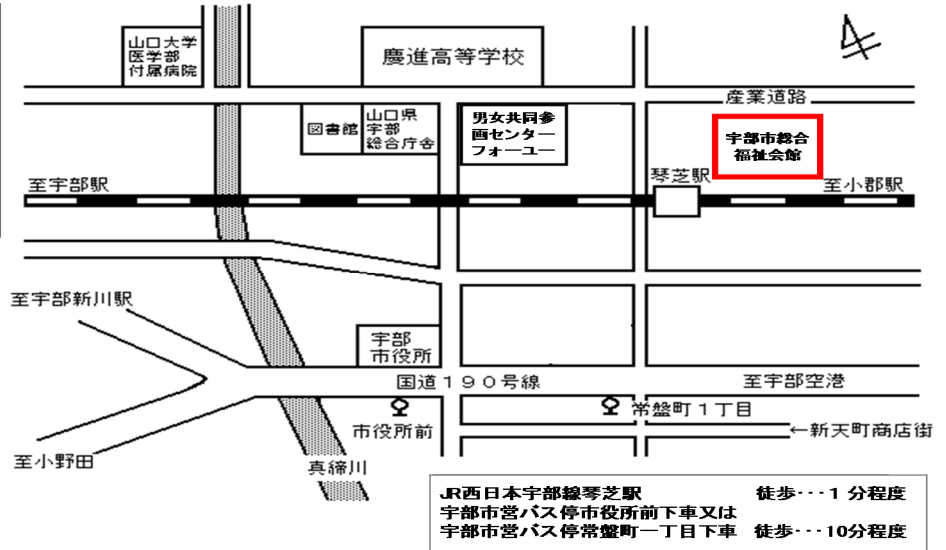 山口大学
医学部
付属病院
慶進高等学校
産業道路
図書館
山口県
宇部
総合庁舎
男女共同参
画センター
フォーユー
宇部市総合
福祉会館
至宇部駅
琴芝駅
至小郡駅
至宇部新川駅
宇部
市役所
国道190号線
至宇部空港
市役所前
常盤町1丁目
←新天町商店街
至小野田
真締川
JR西日本宇部線琴芝駅 徒歩・・・1分程度
宇部市営バス停市役所前下車又は
宇部市営バス停常盤町一丁目下車 徒歩・・・10分程度